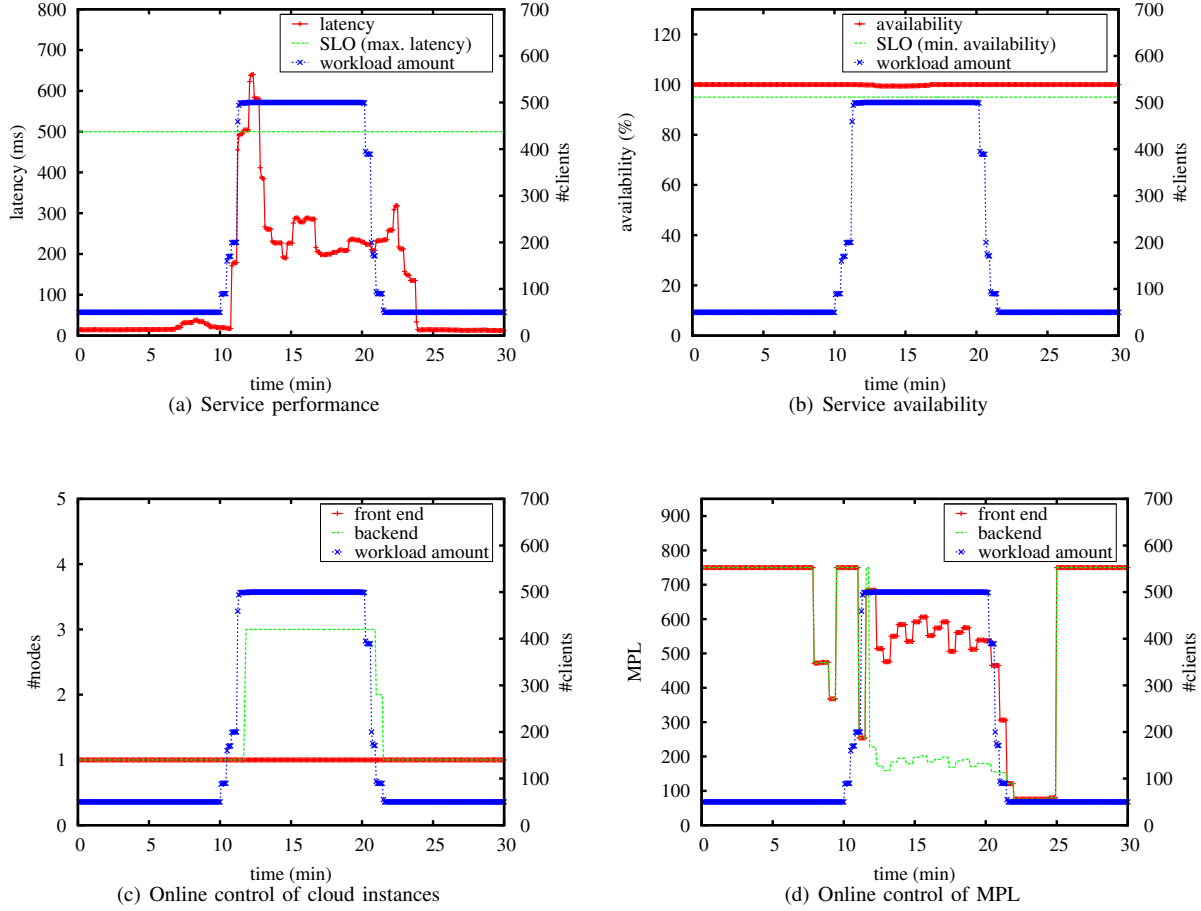 800
700
600
500
400
300
200
100
0
latency (ms)
700
600
500
400
300
200
100
0
#clients
latency
SLO (max. latency)
workload amount
0 5 10 15 20 25 30
time (min)
(a) Service performance
120
100
80
60
40
20
0
availability (%)
700
600
500
400
300
200
100
0
#clients
availability
SLO (min. availability)
workload amount
0 5 10 15 20 25 30
time (min)
(b) Service availability
5
4
3
2
1
0
#nodes
700
600
500
400
300
200
100
0
#clients
front end
backend
workload amount
0 5 10 15 20 25 30
time (min)
(c) Online control of cloud instances
900
800
700
600
500
400
300
200
100
0
MPL
700
600
500
400
300
200
100
0
#clients
front end
backend
workload amount
0 5 10 15 20 25 30
time (min)
(d) Online control of MPL